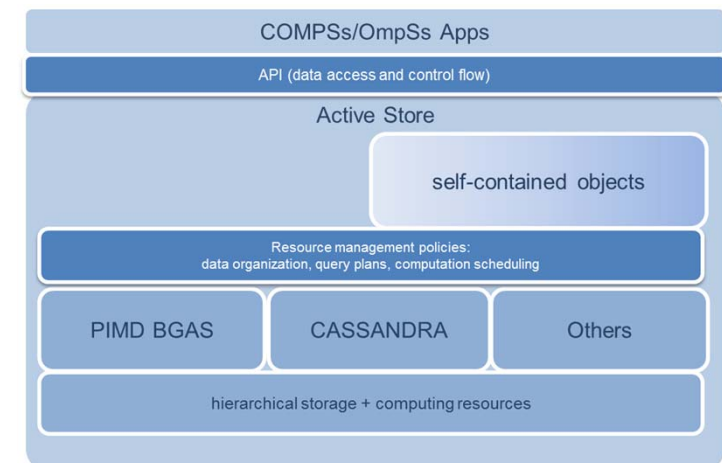 COMPSs/OmpSs Apps
API (data access and control flow)
Active Store
self-contained objects
Resource management policies:
data organization, query plans, computation scheduling
PIMD BGAS
CASSANDRA
Others
hierarchical storage + computing resources